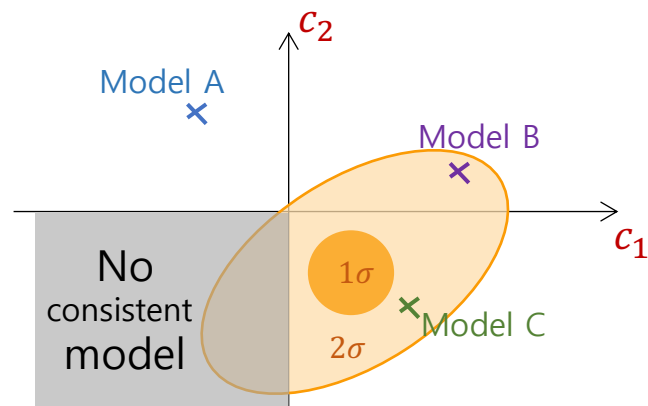 c₂
Model A
Model B
c₁
No
consistent
model
1σ
Model C
2σ